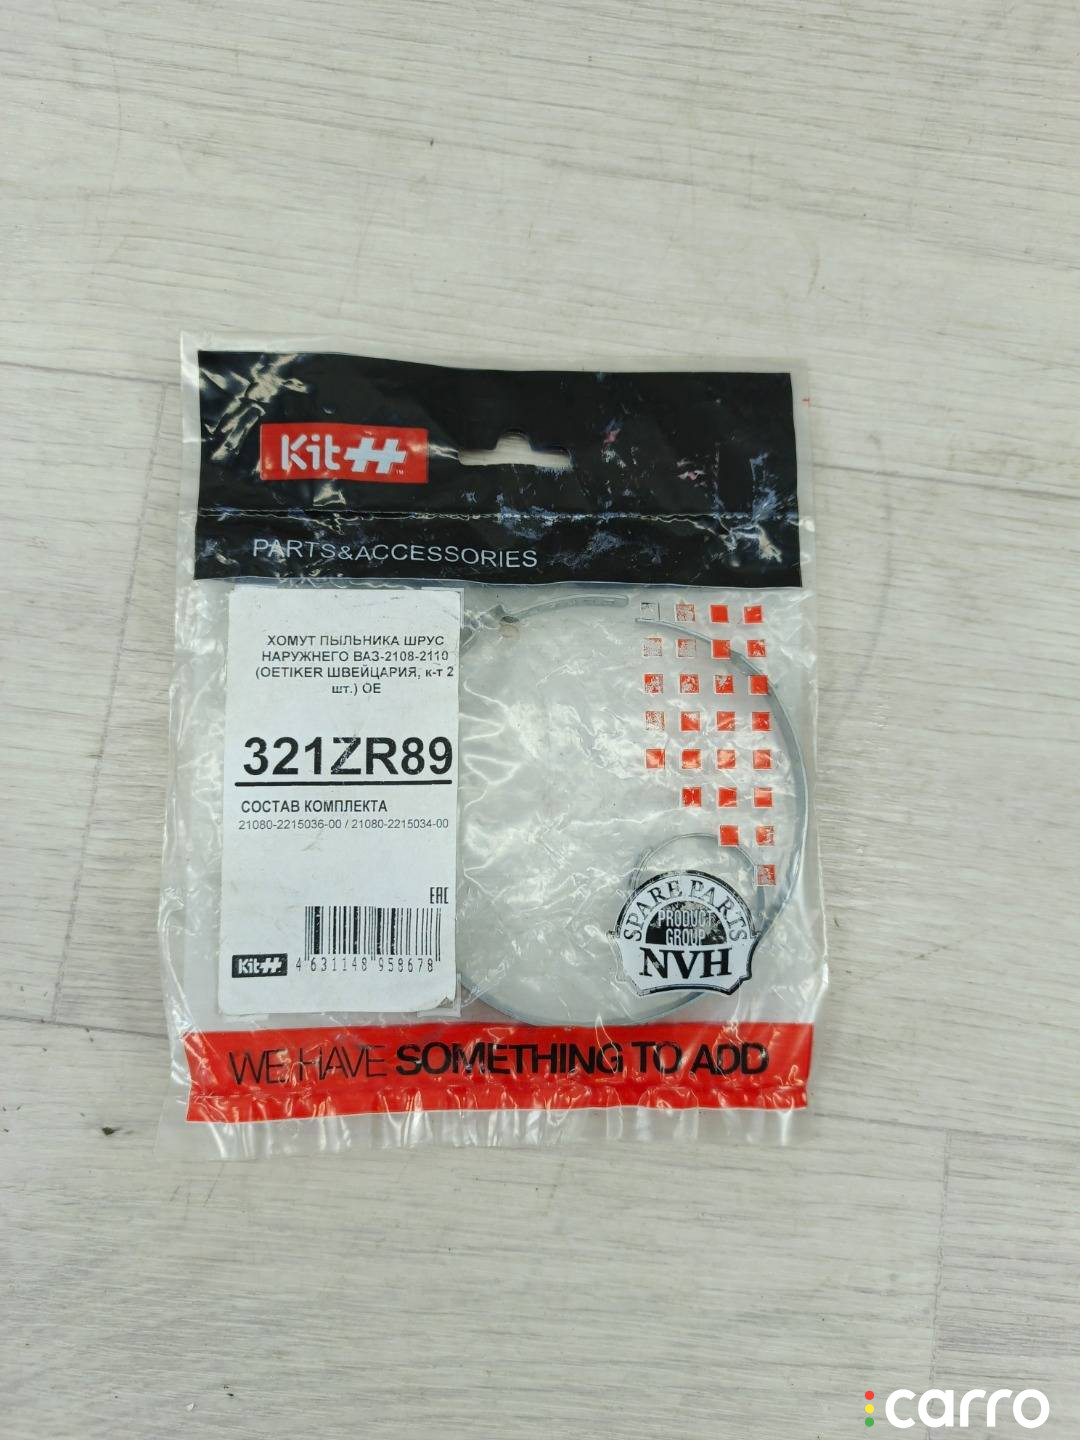 Kit
TM
PARTS&ACCESSORIES
ХОМУТ ПЫЛЬНИКА ШРУС
НАРУЖНЕГО ВАЗ-2108-2110
(OETIKER ШВЕЙЦАРИЯ, к-т 2
шт.) OE
321ZR89
СОСТАВ КОМПЛЕКТА
21080-2215036-00 / 21080-2215034-00
EAC
Kit
4 631148 958678
SPARE PARTS
PRODUCT
GROUP
NVH
WE HAVE SOMETHING TO ADD
carro